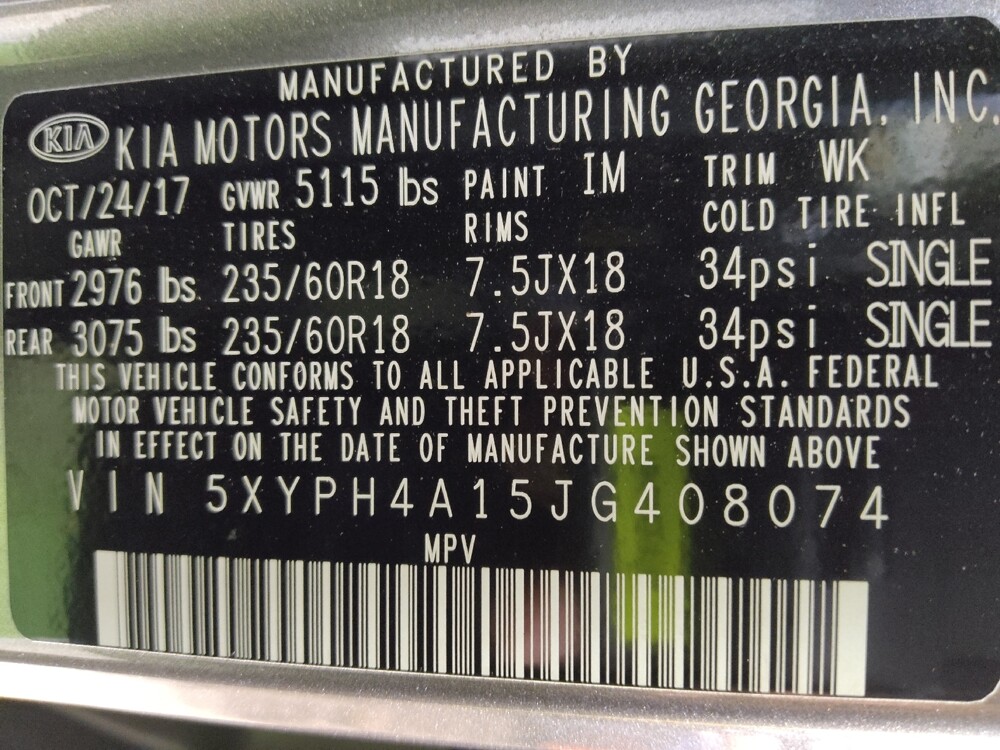 MANUFACTURED BY
KIA KIA MOTORS MANUFACTURING GEORGIA, INC.
OCT/24/17 GVWR 5115 lbs PAINT IM TRIM WK
GAWR TIRES RIMS COLD TIRE INFL
FRONT 2976 lbs 235/60R18 7.5JX18 34psi SINGLE
REAR 3075 lbs 235/60R18 7.5JX18 34psi SINGLE
THIS VEHICLE CONFORMS TO ALL APPLICABLE U.S.A. FEDERAL
MOTOR VEHICLE SAFETY AND THEFT PREVENTION STANDARDS
IN EFFECT ON THE DATE OF MANUFACTURE SHOWN ABOVE
VIN 5XYPH4A15JG408074
MPV